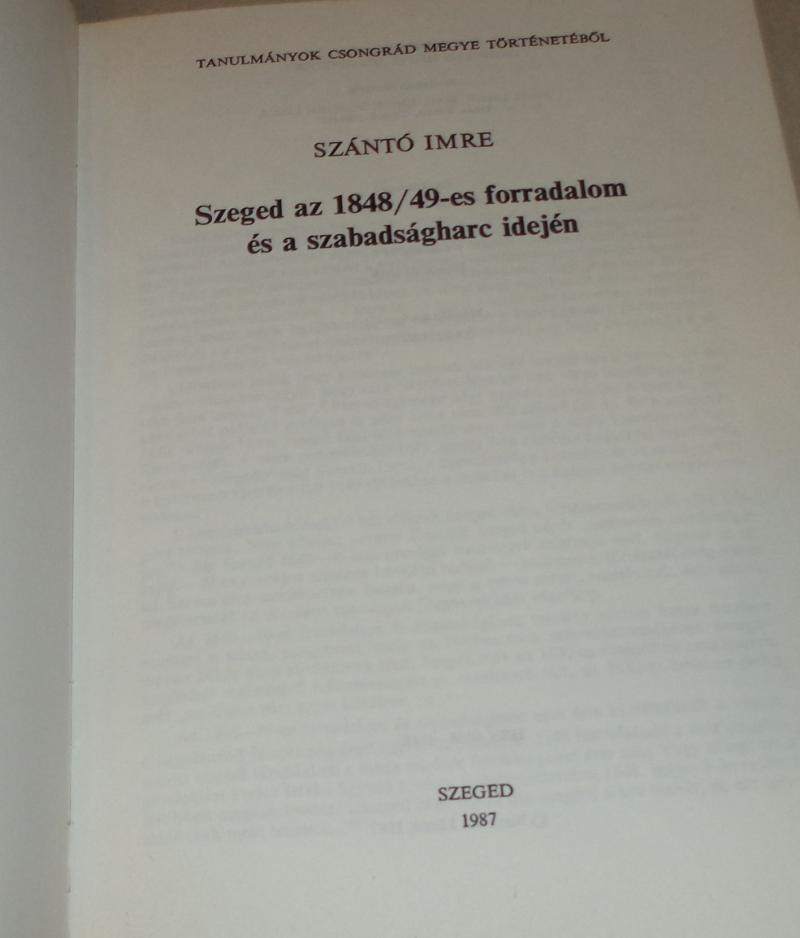 TANULMÁNYOK CSONGRÁD MEGYE TÖRTÉNETÉBŐL
SZÁNTÓ IMRE
Szeged az 1848/49-es forradalom
és a szabadságharc idején
SZEGED
1987